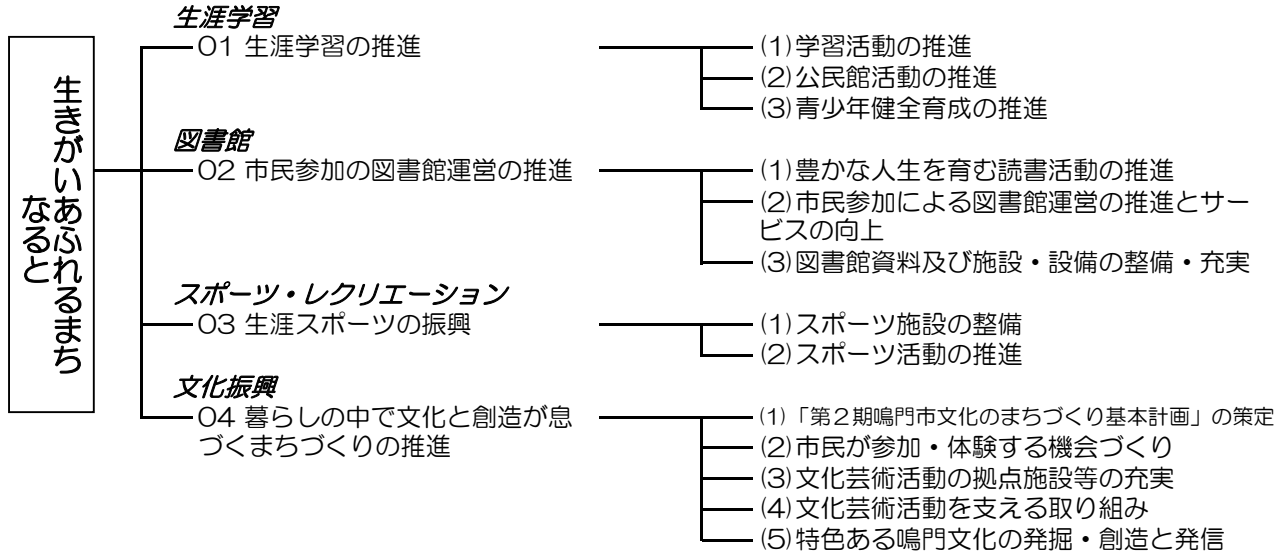 生きがいあふれるまち
なると
生涯学習
01 生涯学習の推進
(1)学習活動の推進
(2)公民館活動の推進
(3)青少年健全育成の推進
図書館
02 市民参加の図書館運営の推進
(1)豊かな人生を育む読書活動の推進
(2)市民参加による図書館運営の推進とサー
ビスの向上
(3)図書館資料及び施設・設備の整備・充実
スポーツ・レクリエーション
03 生涯スポーツの振興
(1)スポーツ施設の整備
(2)スポーツ活動の推進
文化振興
04 暮らしの中で文化と創造が息
づくまちづくりの推進
(1)「第2期鳴門市文化のまちづくり基本計画」の策定
(2)市民が参加・体験する機会づくり
(3)文化芸術活動の拠点施設等の充実
(4)文化芸術活動を支える取り組み
(5)特色ある鳴門文化の発掘・創造と発信